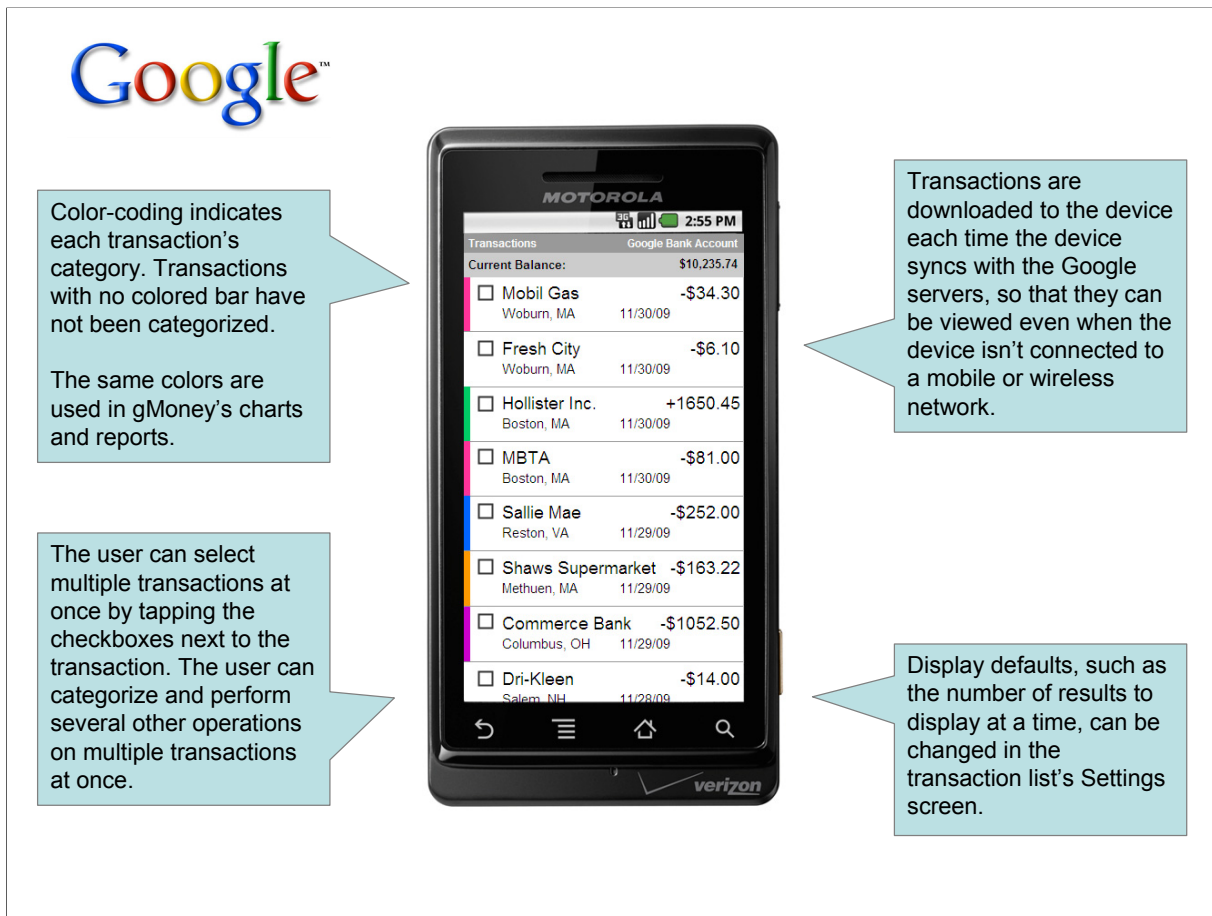 Google™
Color-coding indicates
each transaction's
category. Transactions
with no colored bar have
not been categorized.
The same colors are
used in gMoney's charts
and reports.
The user can select
multiple transactions at
once by tapping the
checkboxes next to the
transaction. The user can
categorize and perform
several other operations
on multiple transactions
at once.
MOTOROLA
3G 2:55 PM
Transactions Google Bank Account
Current Balance: $10,235.74
Mobil Gas -$34.30
Woburn, MA 11/30/09
Fresh City -$6.10
Woburn, MA 11/30/09
Hollister Inc. +1650.45
Boston, MA 11/30/09
MBTA -$81.00
Boston, MA 11/30/09
Sallie Mae -$252.00
Reston, VA 11/29/09
Shaws Supermarket -$163.22
Methuen, MA 11/29/09
Commerce Bank -$1052.50
Columbus, OH 11/29/09
Dri-Kleen -$14.00
Salem, NH 11/28/09
verizon
Transactions are
downloaded to the device
each time the device
syncs with the Google
servers, so that they can
be viewed even when the
device isn't connected to
a mobile or wireless
network.
Display defaults, such as
the number of results to
display at a time, can be
changed in the
transaction list's Settings
screen.